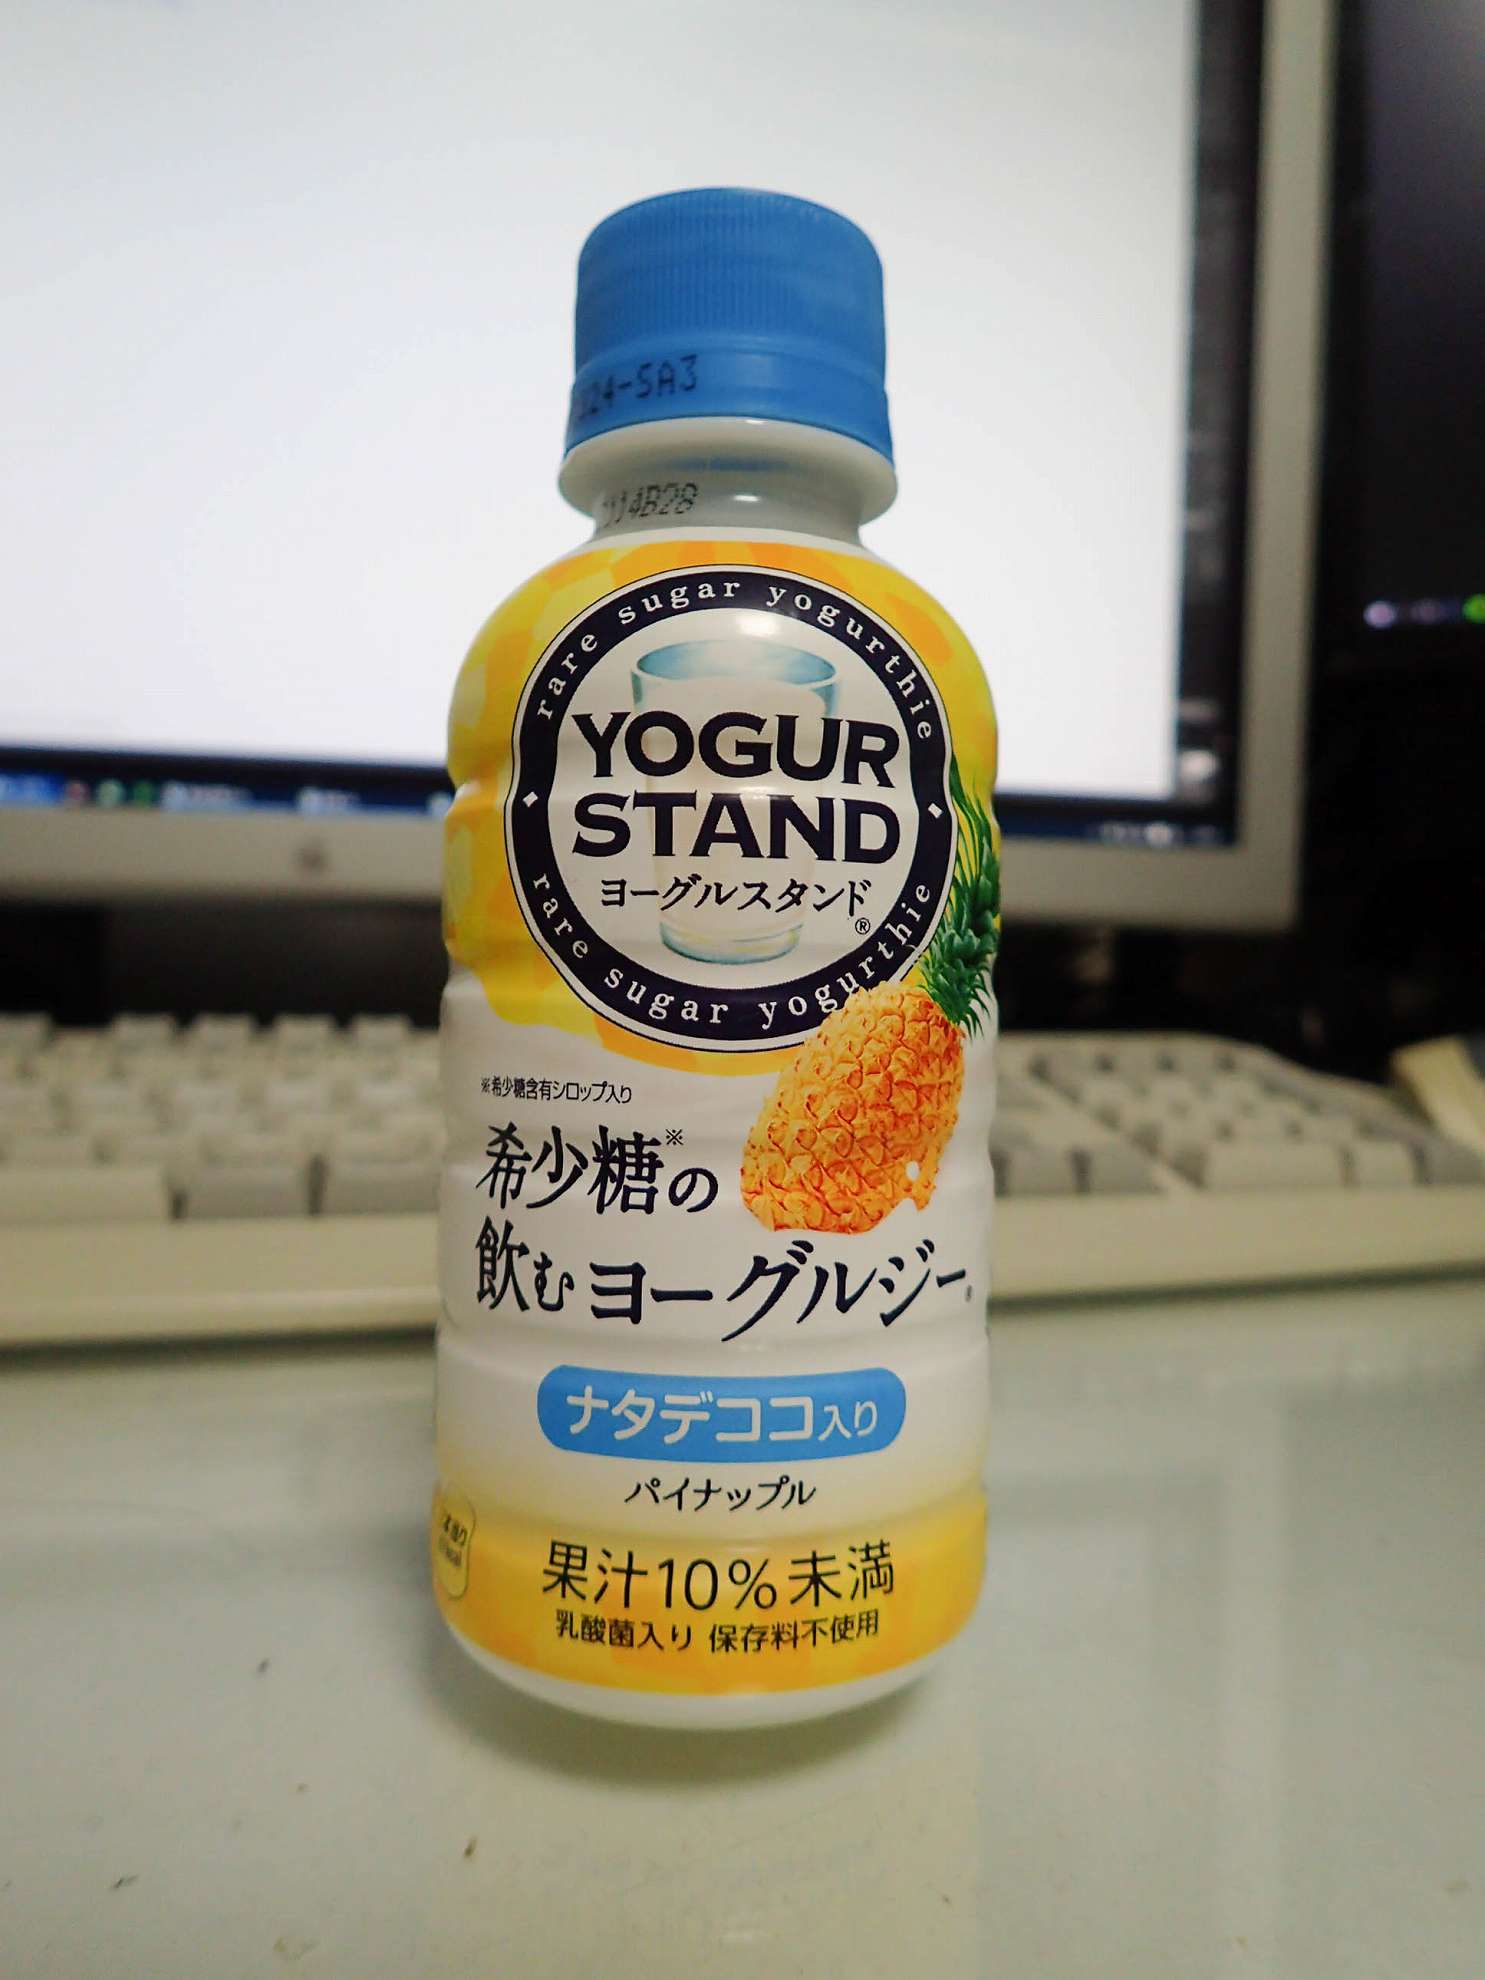 24-5A3
14B28
rare sugar yogurthie
YOGUR
STAND
ヨーグルスタンド®
rare sugar yogurthie
※希少糖含有シロップ入り
希少糖※の
飲むヨーグルジー®
ナタデココ入り
パイナップル
果汁10%未満
乳酸菌入り 保存料不使用